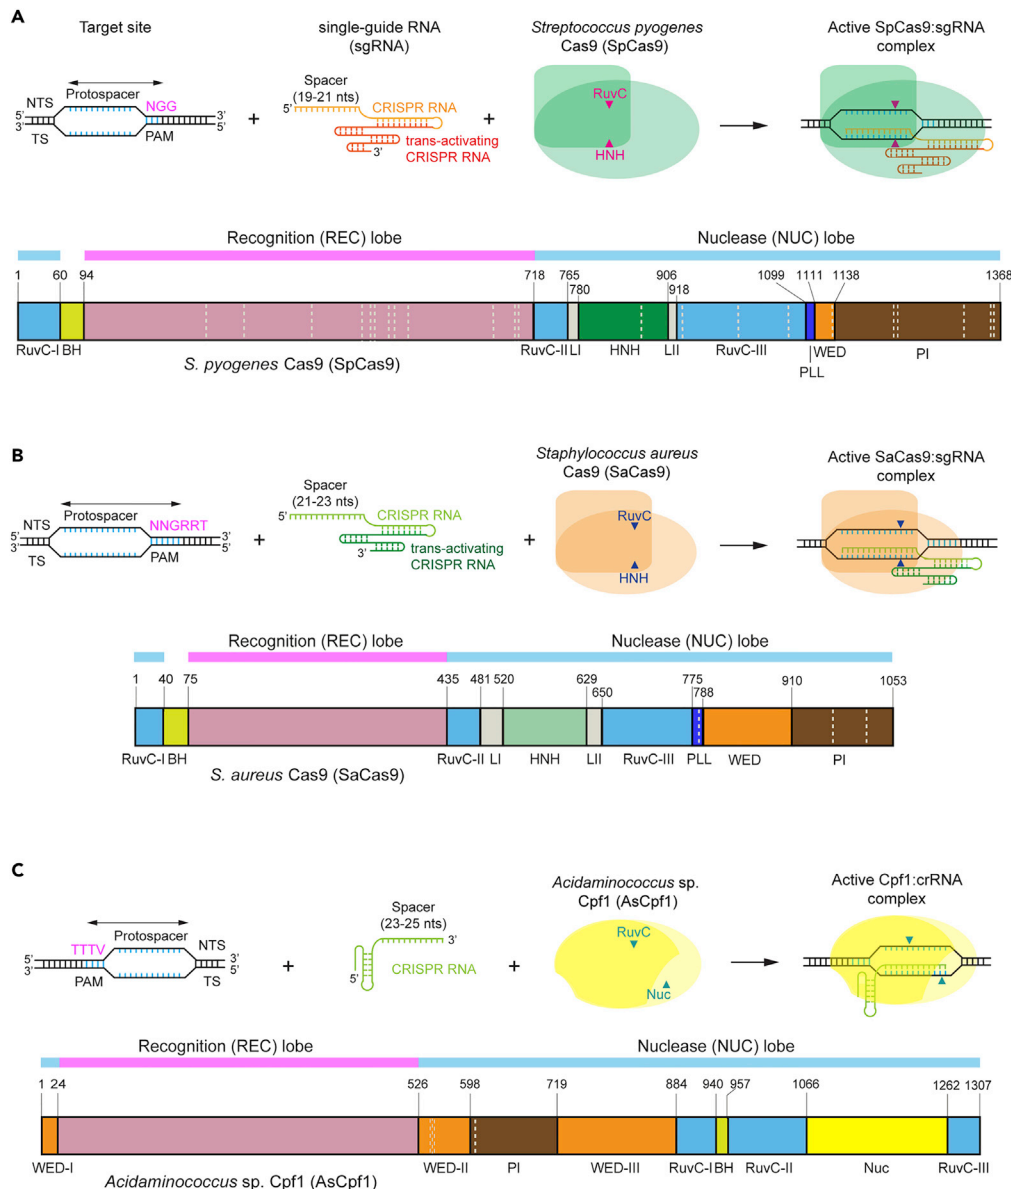 A
Target site
single-guide RNA
(sgRNA)
Streptococcus pyogenes
Cas9 (SpCas9)
Active SpCas9:sgRNA
complex
Spacer
(19-21 nts)
Protospacer
NGG
NTS
TS
PAM
5'
3'
3'
5'
+
5'
CRISPR RNA
trans-activating
CRISPR RNA
3'
+
RuvC
HNH
Recognition (REC) lobe
Nuclease (NUC) lobe
1 60 94 718 765 780 906 918 1099 1111 1138 1368
RuvC-I BH RuvC-II LI HNH LII RuvC-III PLL WED PI
S. pyogenes Cas9 (SpCas9)
B
Staphylococcus aureus
Cas9 (SaCas9)
Active SaCas9:sgRNA
complex
Spacer
(21-23 nts)
Protospacer
NNGRRT
NTS
TS
PAM
5'
3'
3'
5'
+
5'
CRISPR RNA
trans-activating
CRISPR RNA
3'
+
RuvC
HNH
Recognition (REC) lobe
Nuclease (NUC) lobe
1 40 75 435 481 520 629 650 775 788 910 1053
RuvC-I BH RuvC-II LI HNH LII RuvC-III PLL WED PI
S. aureus Cas9 (SaCas9)
C
Acidaminococcus sp.
Cpf1 (AsCpf1)
Active Cpf1:crRNA
complex
Spacer
(23-25 nts)
Protospacer
TTTV
NTS
TS
PAM
5'
3'
3'
5'
+
3'
CRISPR RNA
5'
+
RuvC
Nuc
Recognition (REC) lobe
Nuclease (NUC) lobe
1 24 526 598 719 884 940 957 1066 1262 1307
WED-I WED-II PI WED-III RuvC-I BH RuvC-II Nuc RuvC-III
Acidaminococcus sp. Cpf1 (AsCpf1)